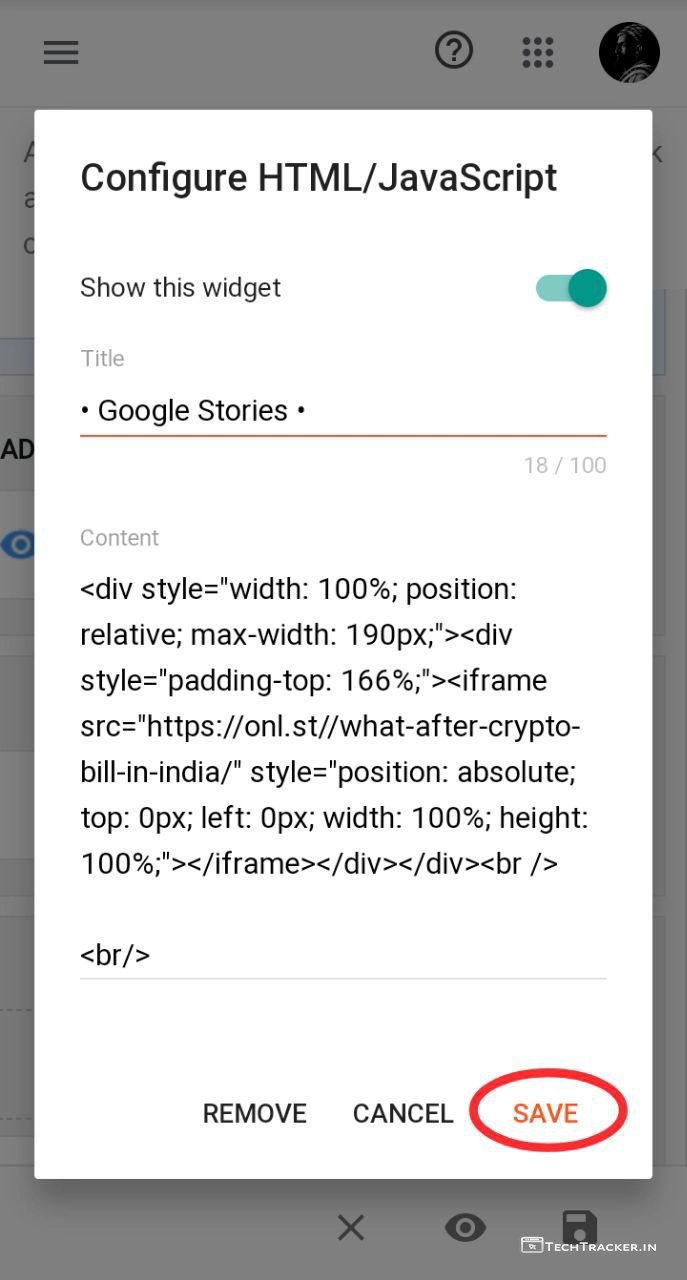 A
k
a
c
Configure HTML/JavaScript
Show this widget
Title
• Google Stories •
AD
18 / 100
Content
<div style="width: 100%; position:
relative; max-width: 190px;"><div
style="padding-top: 166%;"><iframe
src="https://onl.st//what-after-crypto-
bill-in-india/" style="position: absolute;
top: 0px; left: 0px; width: 100%; height:
100%;"></iframe></div></div><br />
<br/>
REMOVE CANCEL SAVE
TECHTRACKER.IN